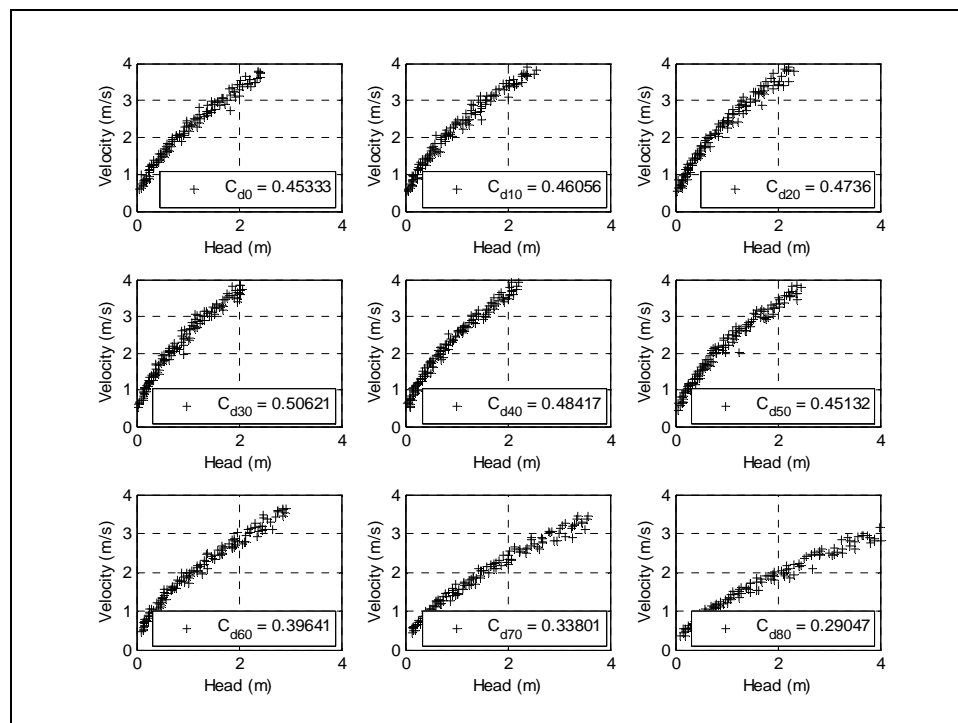 4
3
2
1
0
Velocity (m/s)
+ C_d0 = 0.45333
0 2 4
Head (m)
4
3
2
1
0
Velocity (m/s)
+ C_d10 = 0.46056
0 2 4
Head (m)
4
3
2
1
0
Velocity (m/s)
+ C_d20 = 0.4736
0 2 4
Head (m)
4
3
2
1
0
Velocity (m/s)
+ C_d30 = 0.50621
0 2 4
Head (m)
4
3
2
1
0
Velocity (m/s)
+ C_d40 = 0.48417
0 2 4
Head (m)
4
3
2
1
0
Velocity (m/s)
+ C_d50 = 0.45132
0 2 4
Head (m)
4
3
2
1
0
Velocity (m/s)
+ C_d60 = 0.39641
0 2 4
Head (m)
4
3
2
1
0
Velocity (m/s)
+ C_d70 = 0.33801
0 2 4
Head (m)
4
3
2
1
0
Velocity (m/s)
+ C_d80 = 0.29047
0 2 4
Head (m)